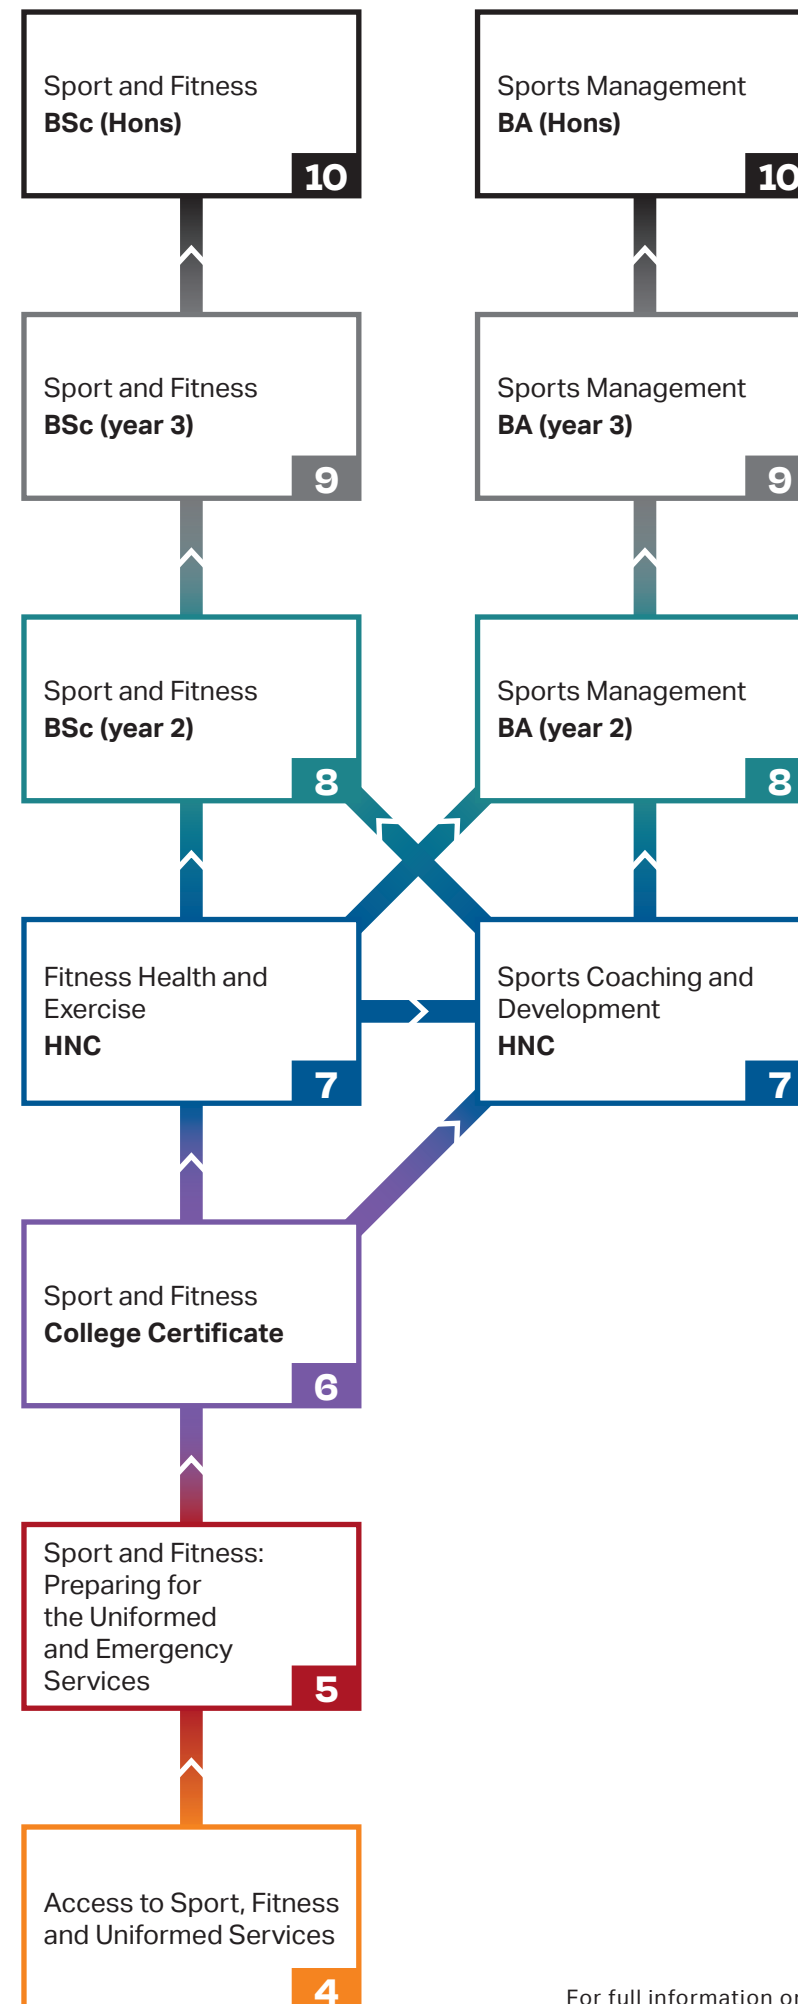 Sport and Fitness
BSc (Hons)
10
Sports Management
BA (Hons)
10
Sport and Fitness
BSc (year 3)
9
Sports Management
BA (year 3)
9
Sport and Fitness
BSc (year 2)
8
Sports Management
BA (year 2)
8
Fitness Health and
Exercise
HNC
7
Sports Coaching and
Development
HNC
7
Sport and Fitness
College Certificate
6
Sport and Fitness:
Preparing for
the Uniformed
and Emergency
Services
5
Access to Sport, Fitness
and Uniformed Services
4
For full information or